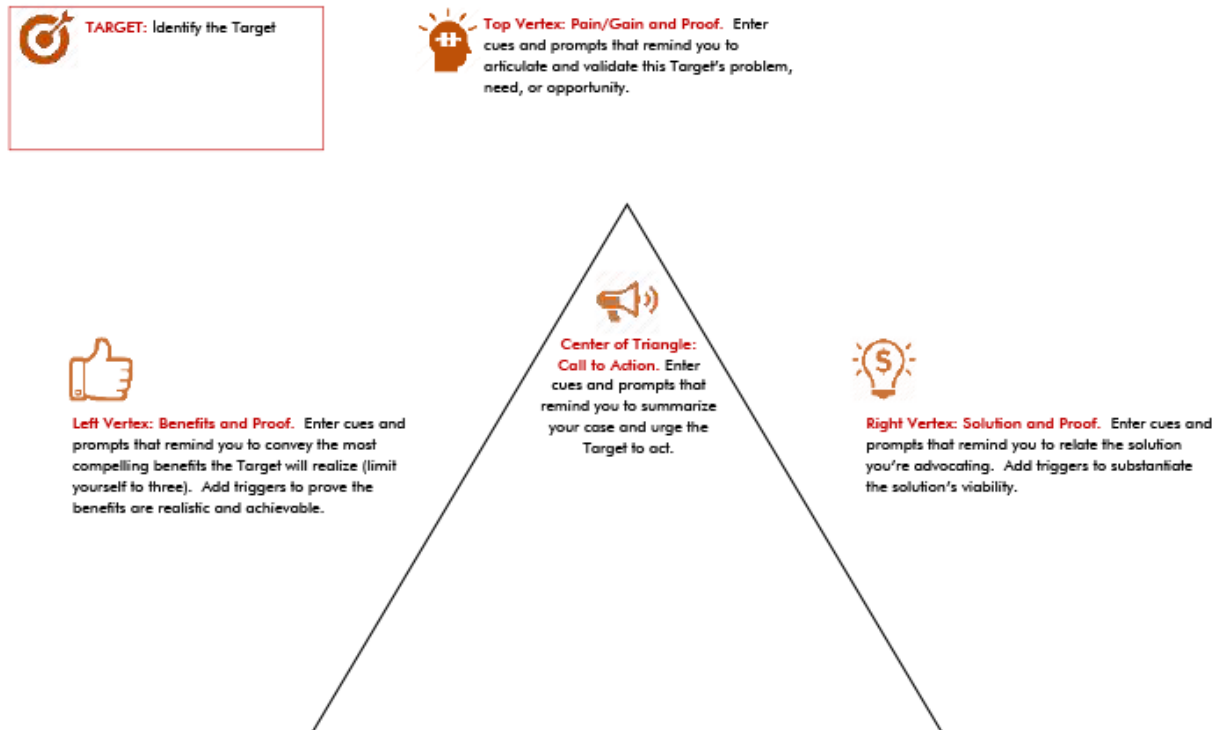 TARGET: Identify the Target
Top Vertex: Pain/Gain and Proof. Enter
cues and prompts that remind you to
articulate and validate this Target's problem,
need, or opportunity.
Center of Triangle:
Call to Action. Enter
cues and prompts that
remind you to summarize
your case and urge the
Target to act.
Left Vertex: Benefits and Proof. Enter cues and
prompts that remind you to convey the most
compelling benefits the Target will realize (limit
yourself to three). Add triggers to prove the
benefits are realistic and achievable.
$
Right Vertex: Solution and Proof. Enter cues and
prompts that remind you to relate the solution
you're advocating. Add triggers to substantiate
the solution's viability.